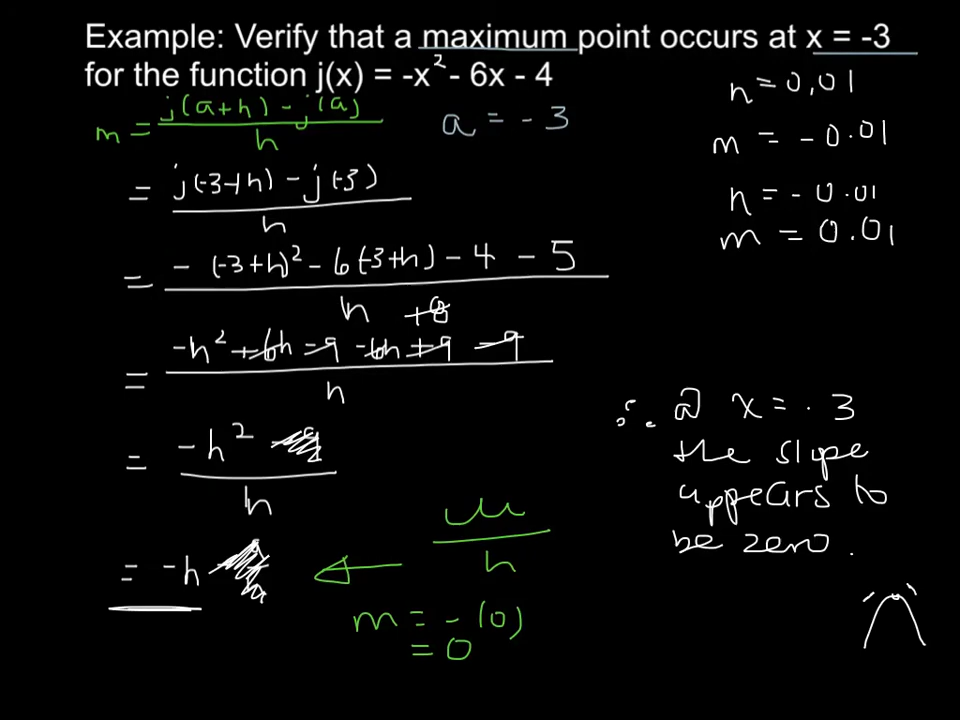 Example: Verify that a maximum point occurs at x = -3
for the function j(x) = -x² - 6x - 4
m = j(a+h) - j(a)
h
a = -3
= j(-3+h) - j(-3)
h
= -(-3+h)² - 6(-3+h) - 4 - 5
h
+8
= -h² +6h -9 -6h +9 -9
h
= -h²
h
= -h
h
m = -(0)
= 0
h = 0.01
m = -0.01
h = -0.01
m = 0.01
∴ @ x = -3
the slope
appears to
be zero.